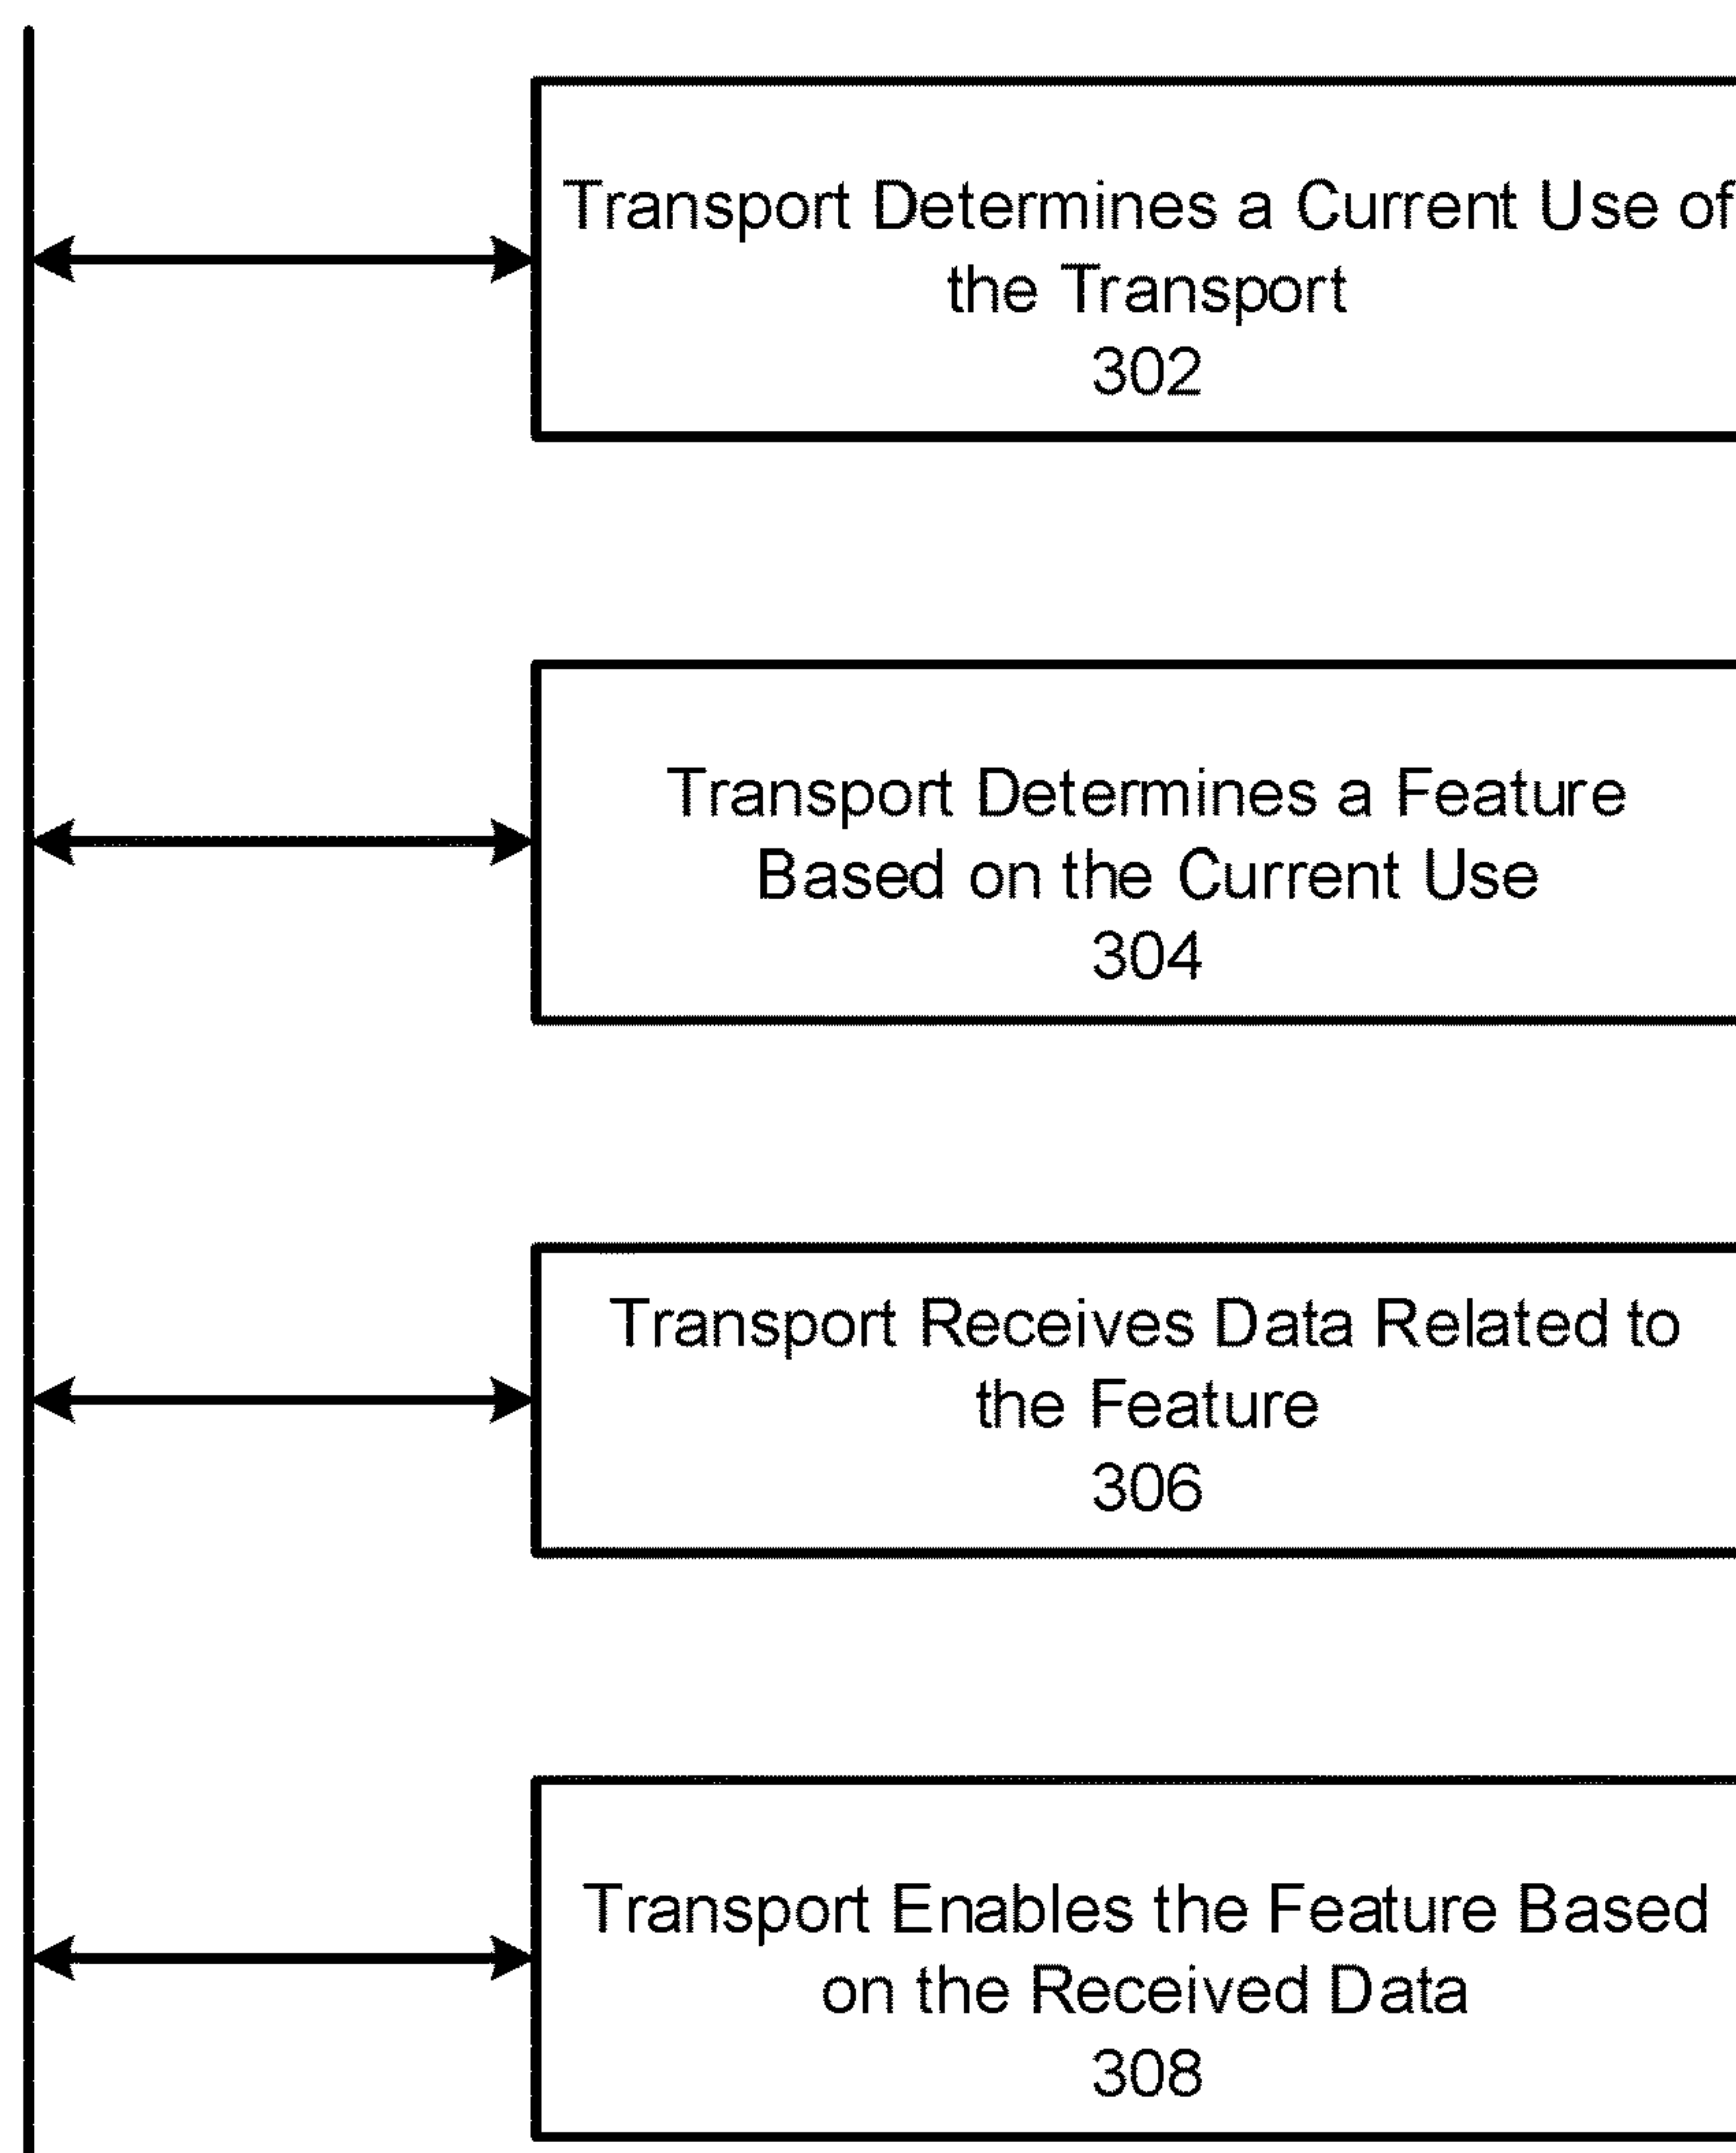 Transport Determines a Current Use of
the Transport
302
Transport Determines a Feature
Based on the Current Use
304
Transport Receives Data Related to
the Feature
306
Transport Enables the Feature Based
on the Received Data
308